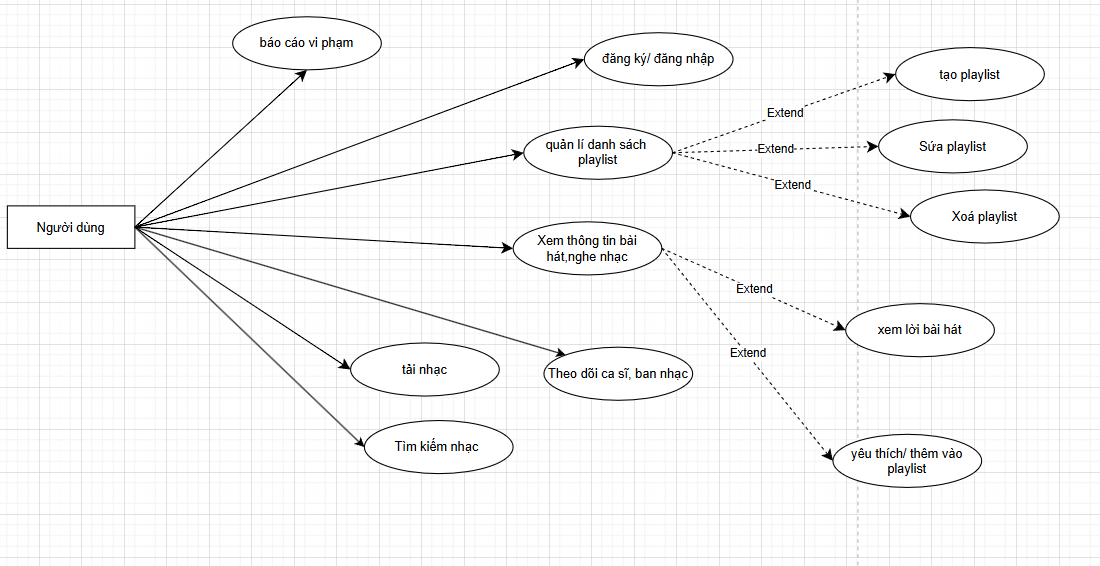 báo cáo vi phạm
đăng ký/ đăng nhập
tạo playlist
Extend
quản lí danh sách
playlist
Extend
Sứa playlist
Extend
Xoá playlist
Người dùng
Xem thông tin bài
hát,nghe nhạc
Extend
xem lời bài hát
Extend
tải nhạc
Theo dõi ca sĩ, ban nhạc
Tìm kiếm nhạc
yêu thích/ thêm vào
playlist